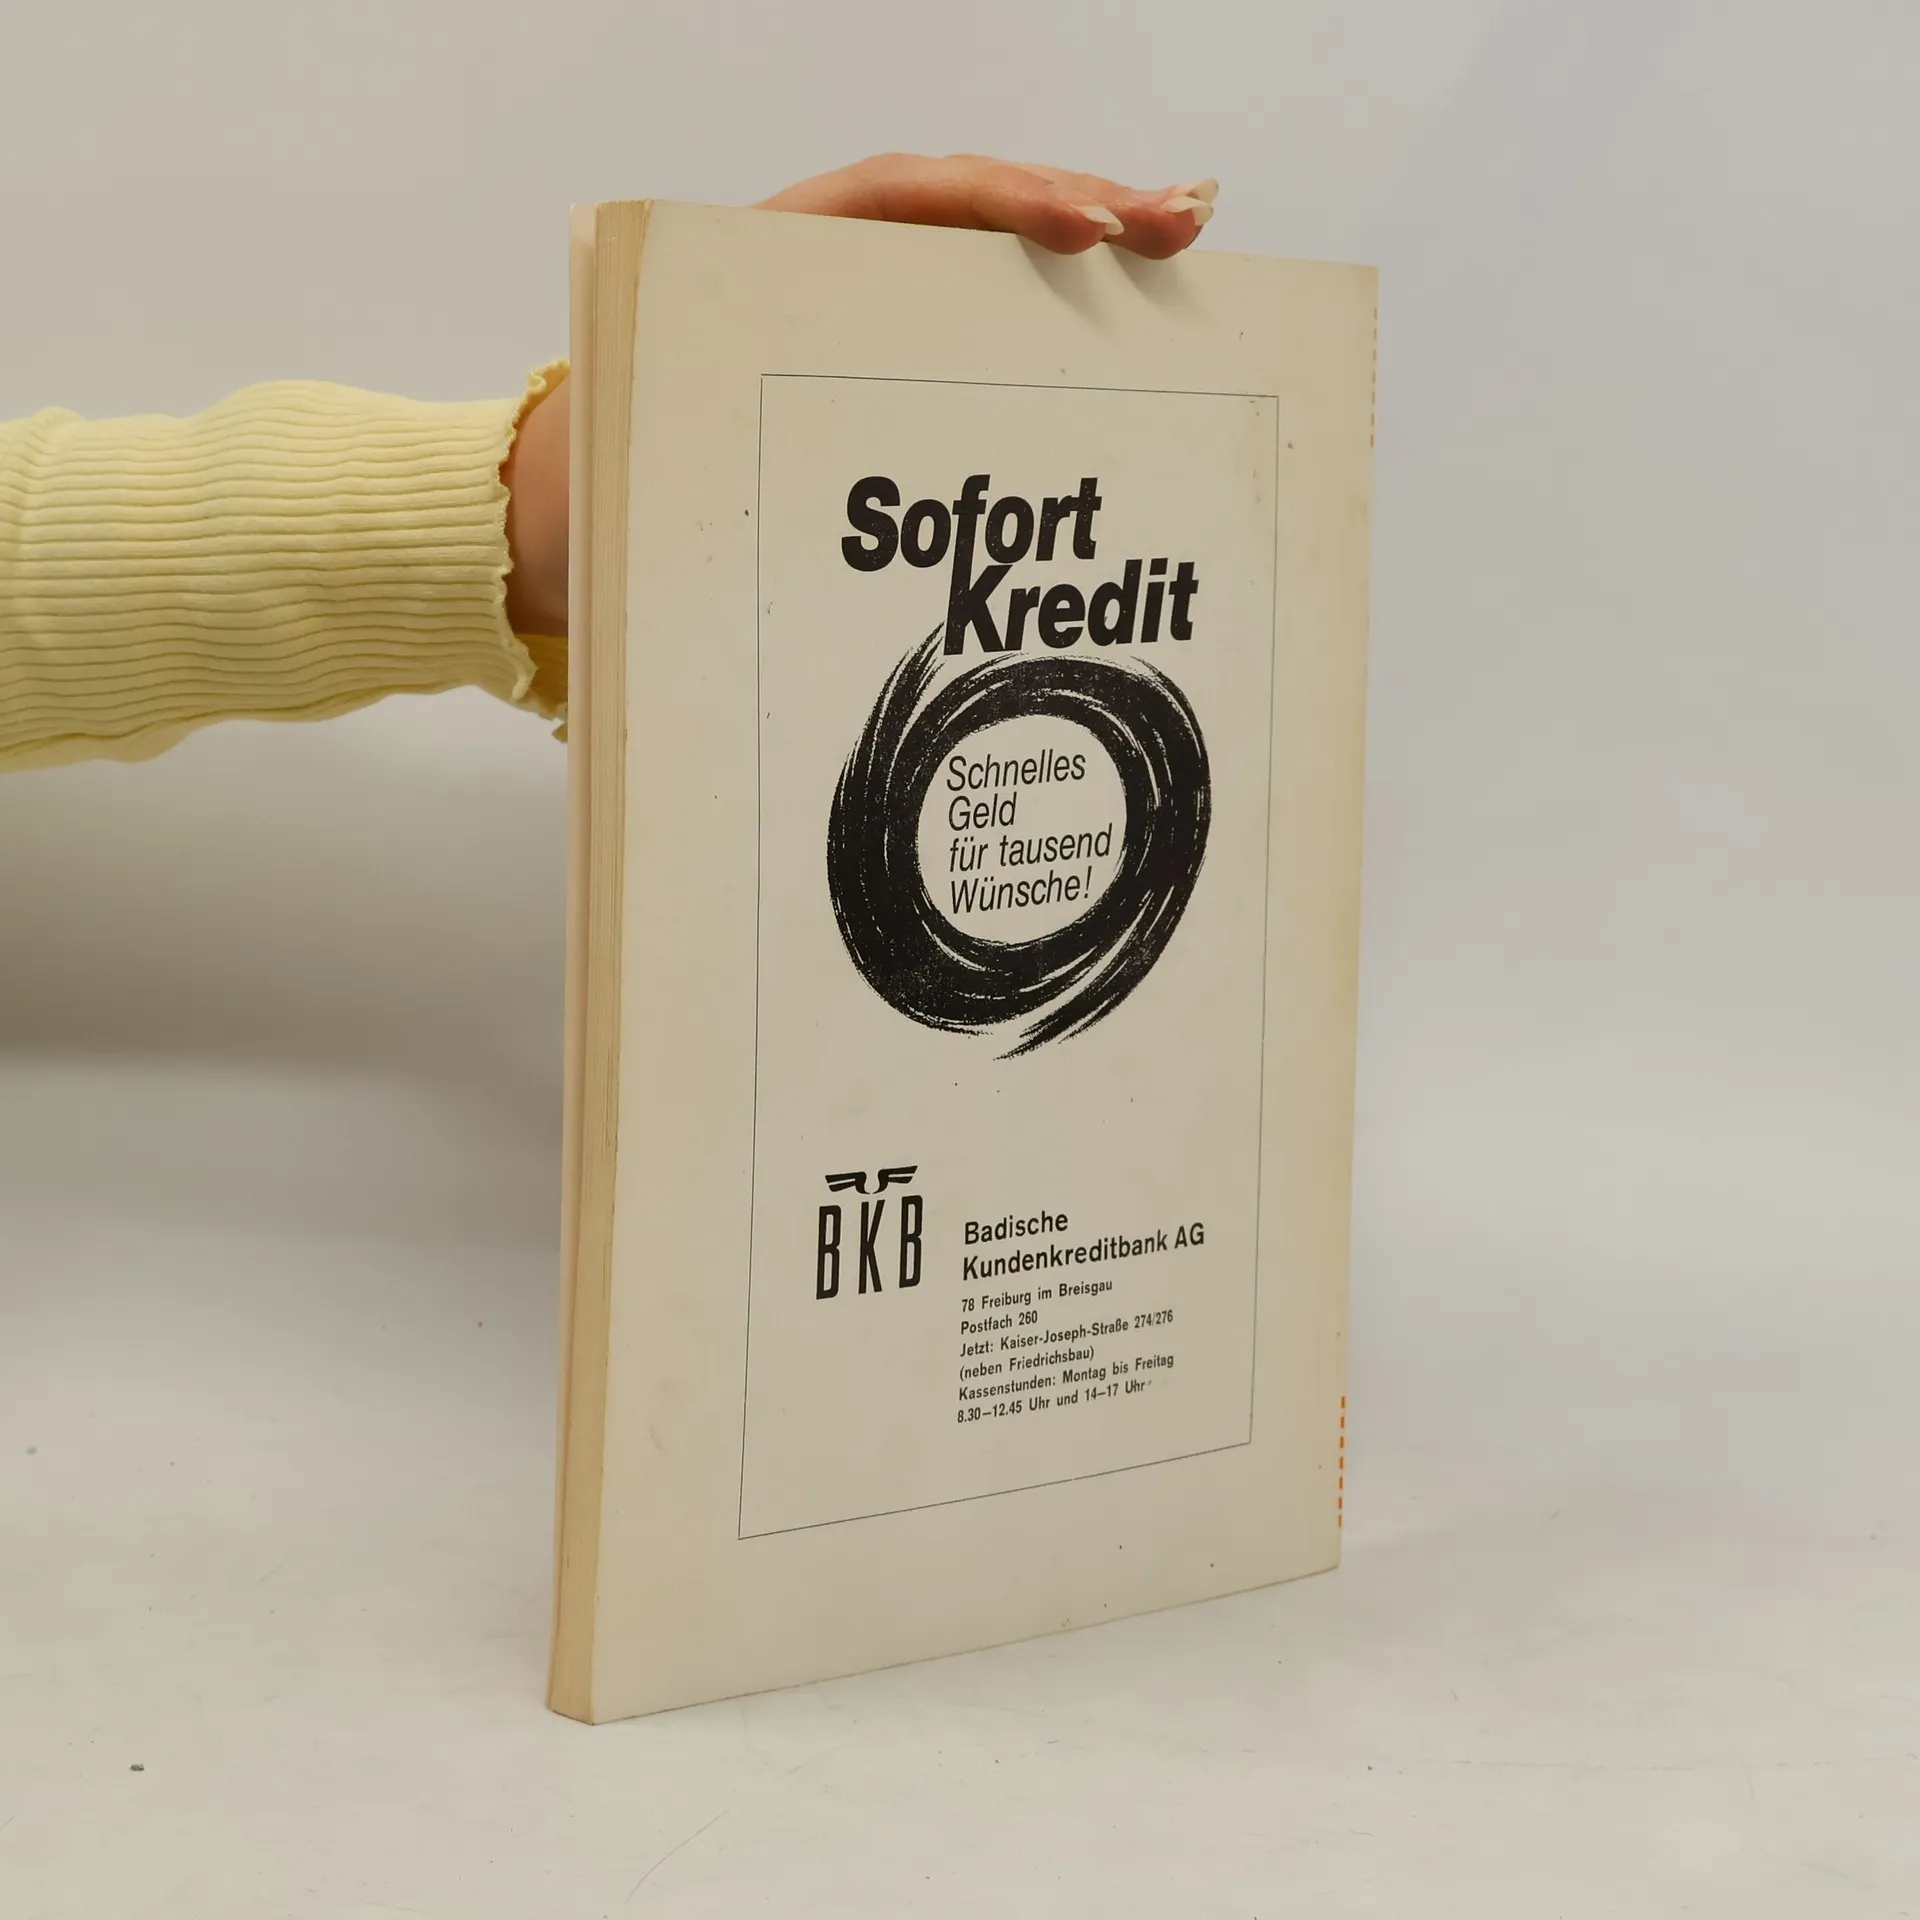 Sofort
Kredit
Schnelles
Geld
für tausend
Wünsche!
BKB
Badische
Kundenkreditbank AG
78 Freiburg im Breisgau
Postfach 260
Jetzt: Kaiser-Joseph-Straße 274/276
(neben Friedrichsbau)
Kassenstunden: Montag bis Freitag
8.30–12.45 Uhr und 14–17 Uhr